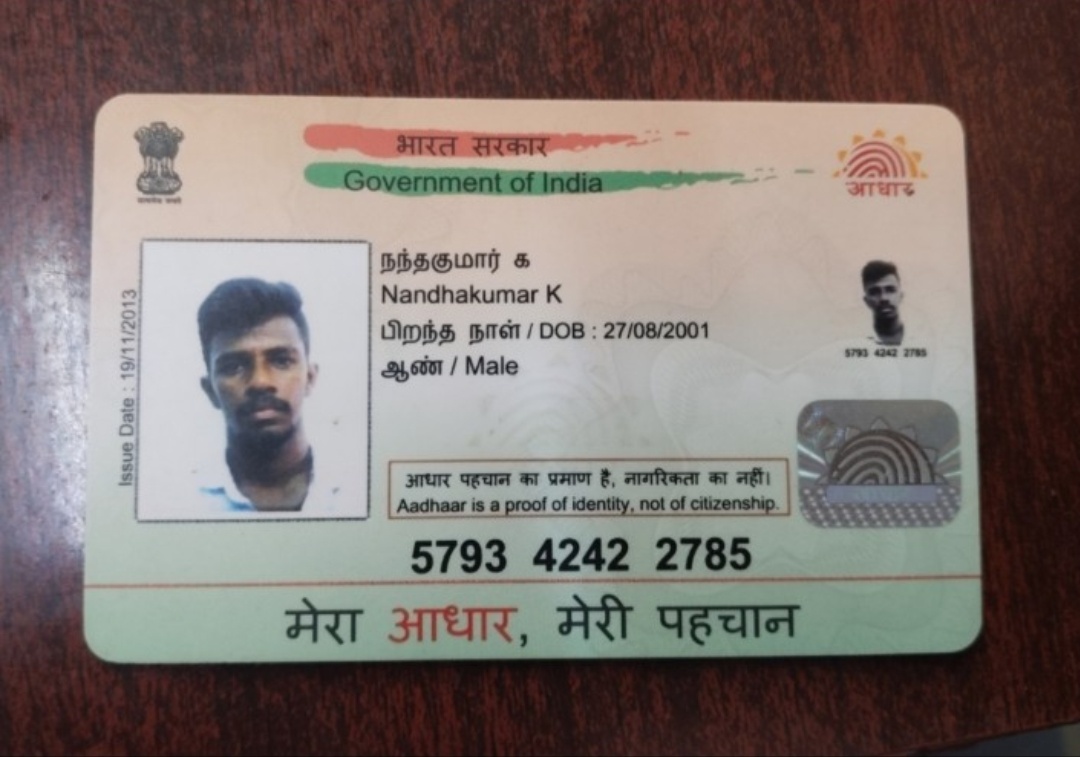 भारत सरकार
Government of India
आधार
Issue Date : 19/11/2013
நந்தகுமார் க
Nandhakumar K
பிறந்த நாள் / DOB : 27/08/2001
ஆண் / Male
5793 4242 2785
आधार पहचान का प्रमाण है, नागरिकता का नहीं।
Aadhaar is a proof of identity, not of citizenship.
5793 4242 2785
मेरा आधार, मेरी पहचान